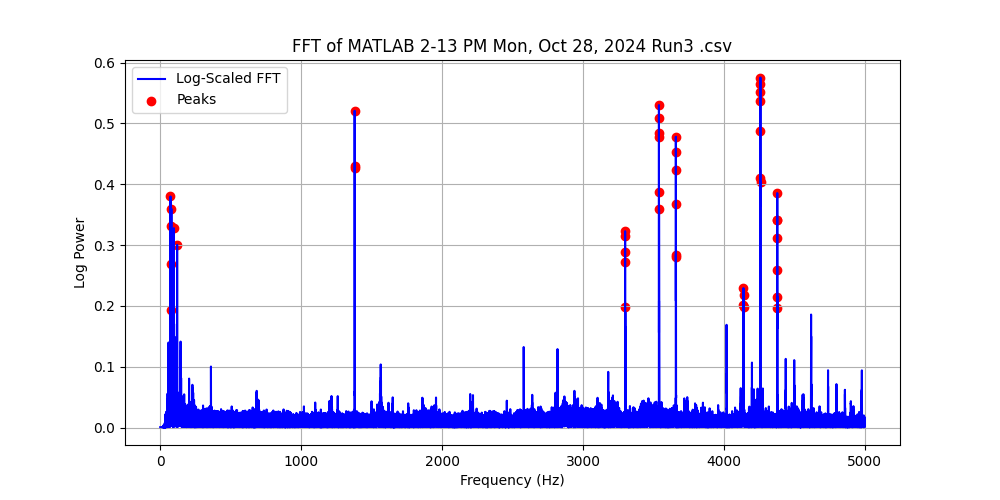 FFT of MATLAB 2-13 PM Mon, Oct 28, 2024 Run3 .csv
Log-Scaled FFT
Peaks
Log Power
0.6
0.5
0.4
0.3
0.2
0.1
0.0
0 1000 2000 3000 4000 5000
Frequency (Hz)